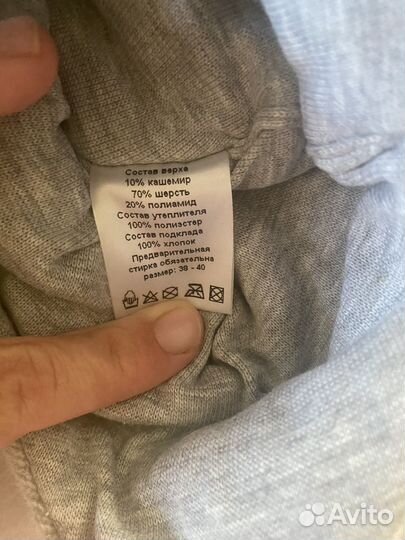 Состав верха
10% кашемир
70% шерсть
20% полиамид
Состав утеплителя
100% полиэстер
Состав подклада
100% хлопок
Предварительная
стирка обязательна
размер: 38 - 40
Avito